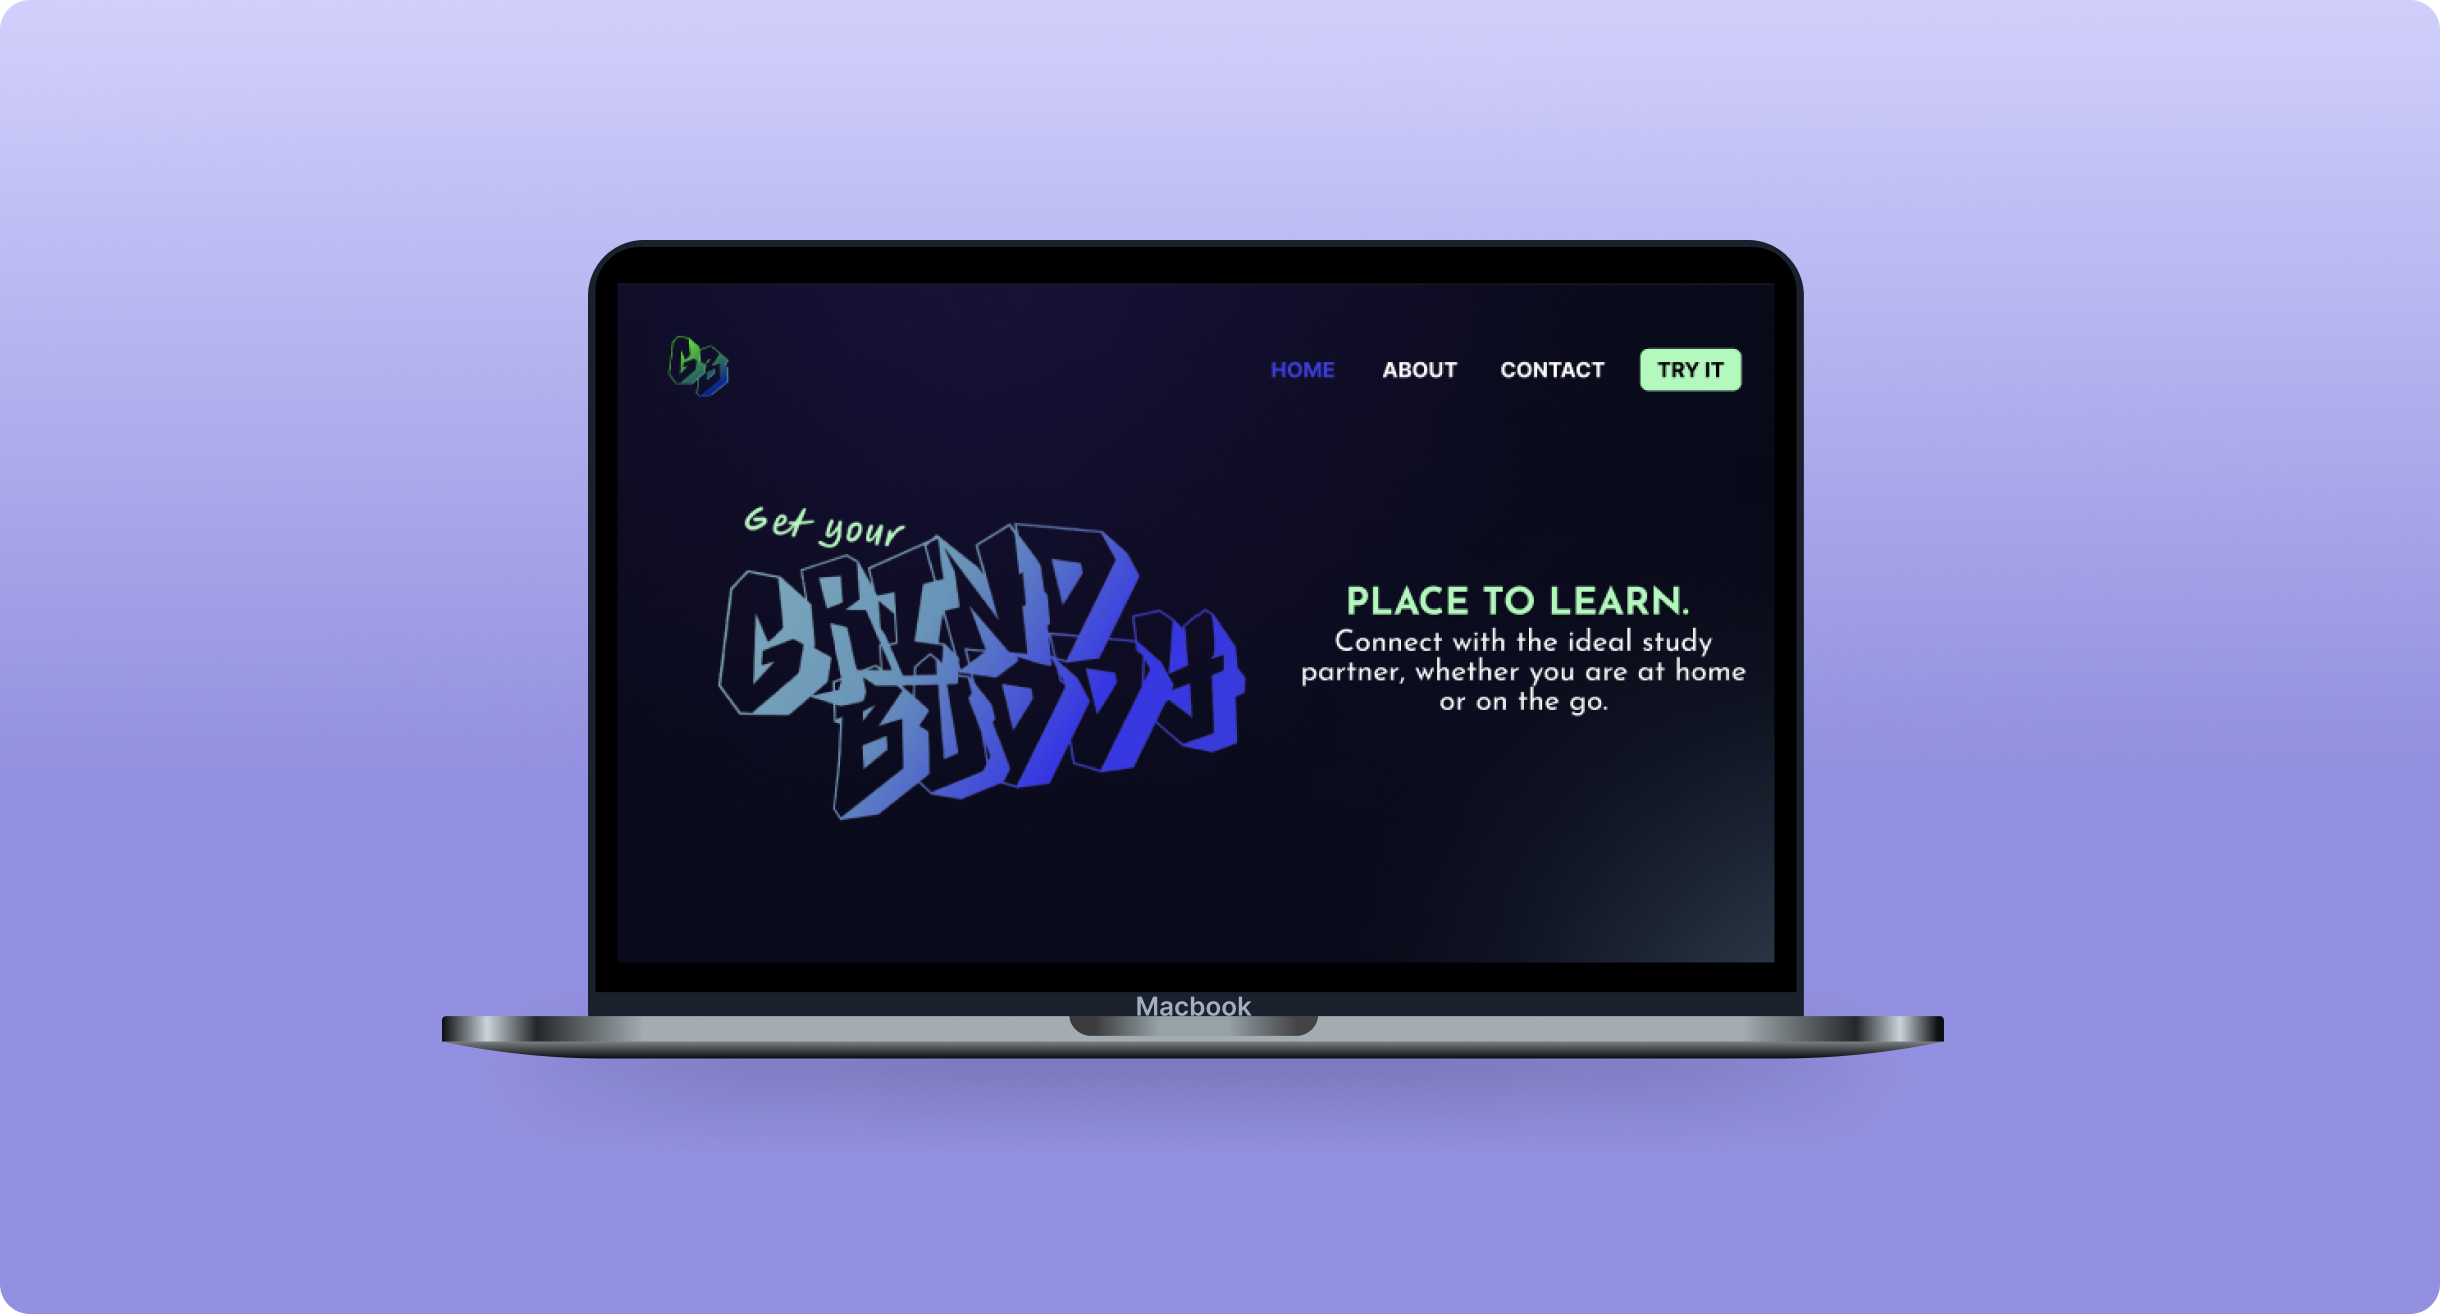 GB
HOME ABOUT CONTACT TRY IT
Get your
GRIND
BUDDY
PLACE TO LEARN.
Connect with the ideal study
partner, whether you are at home
or on the go.
Macbook